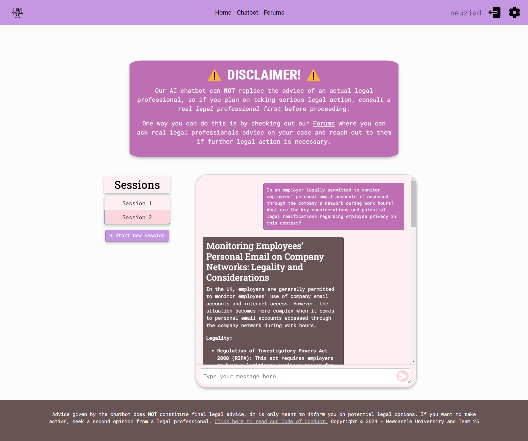 Home - Chatbot - Forums
neuzied
DISCLAIMER!
Our AI chatbot can NOT replace the advice of an actual legal
professional, so if you plan on taking serious legal action, consult a
real legal professional first before proceeding.
One way you can do this is by checking out our Forums where you can
ask real legal professionals advice on your case and reach out to them
if further legal action is necessary.
Sessions
Session 1
Session 2
+ Start new session
Is an employer legally permitted to monitor
employees' personal email accounts if accessed
through the company's network during work hours?
What are the key considerations and potential
legal ramifications regarding employee privacy in
this context?
Monitoring Employees'
Personal Email on Company
Networks: Legality and
Considerations
In the UK, employers are generally permitted
to monitor employees' use of company email
accounts and internet access. However, the
situation becomes more complex when it
comes to personal email accounts accessed through
the company network during work hours.
Legality:
• Regulation of Investigatory Powers Act
2000 (RIPA): This act requires employers
Type your message here...
Advice given by the chatbot does NOT constitute final legal advice, it is only meant to inform you on potential legal options. If you want to take
action, seek a second opinion from a legal professional. Click here to read our Code of Conduct. Copyright © 2024 - Newcastle University and Team 25